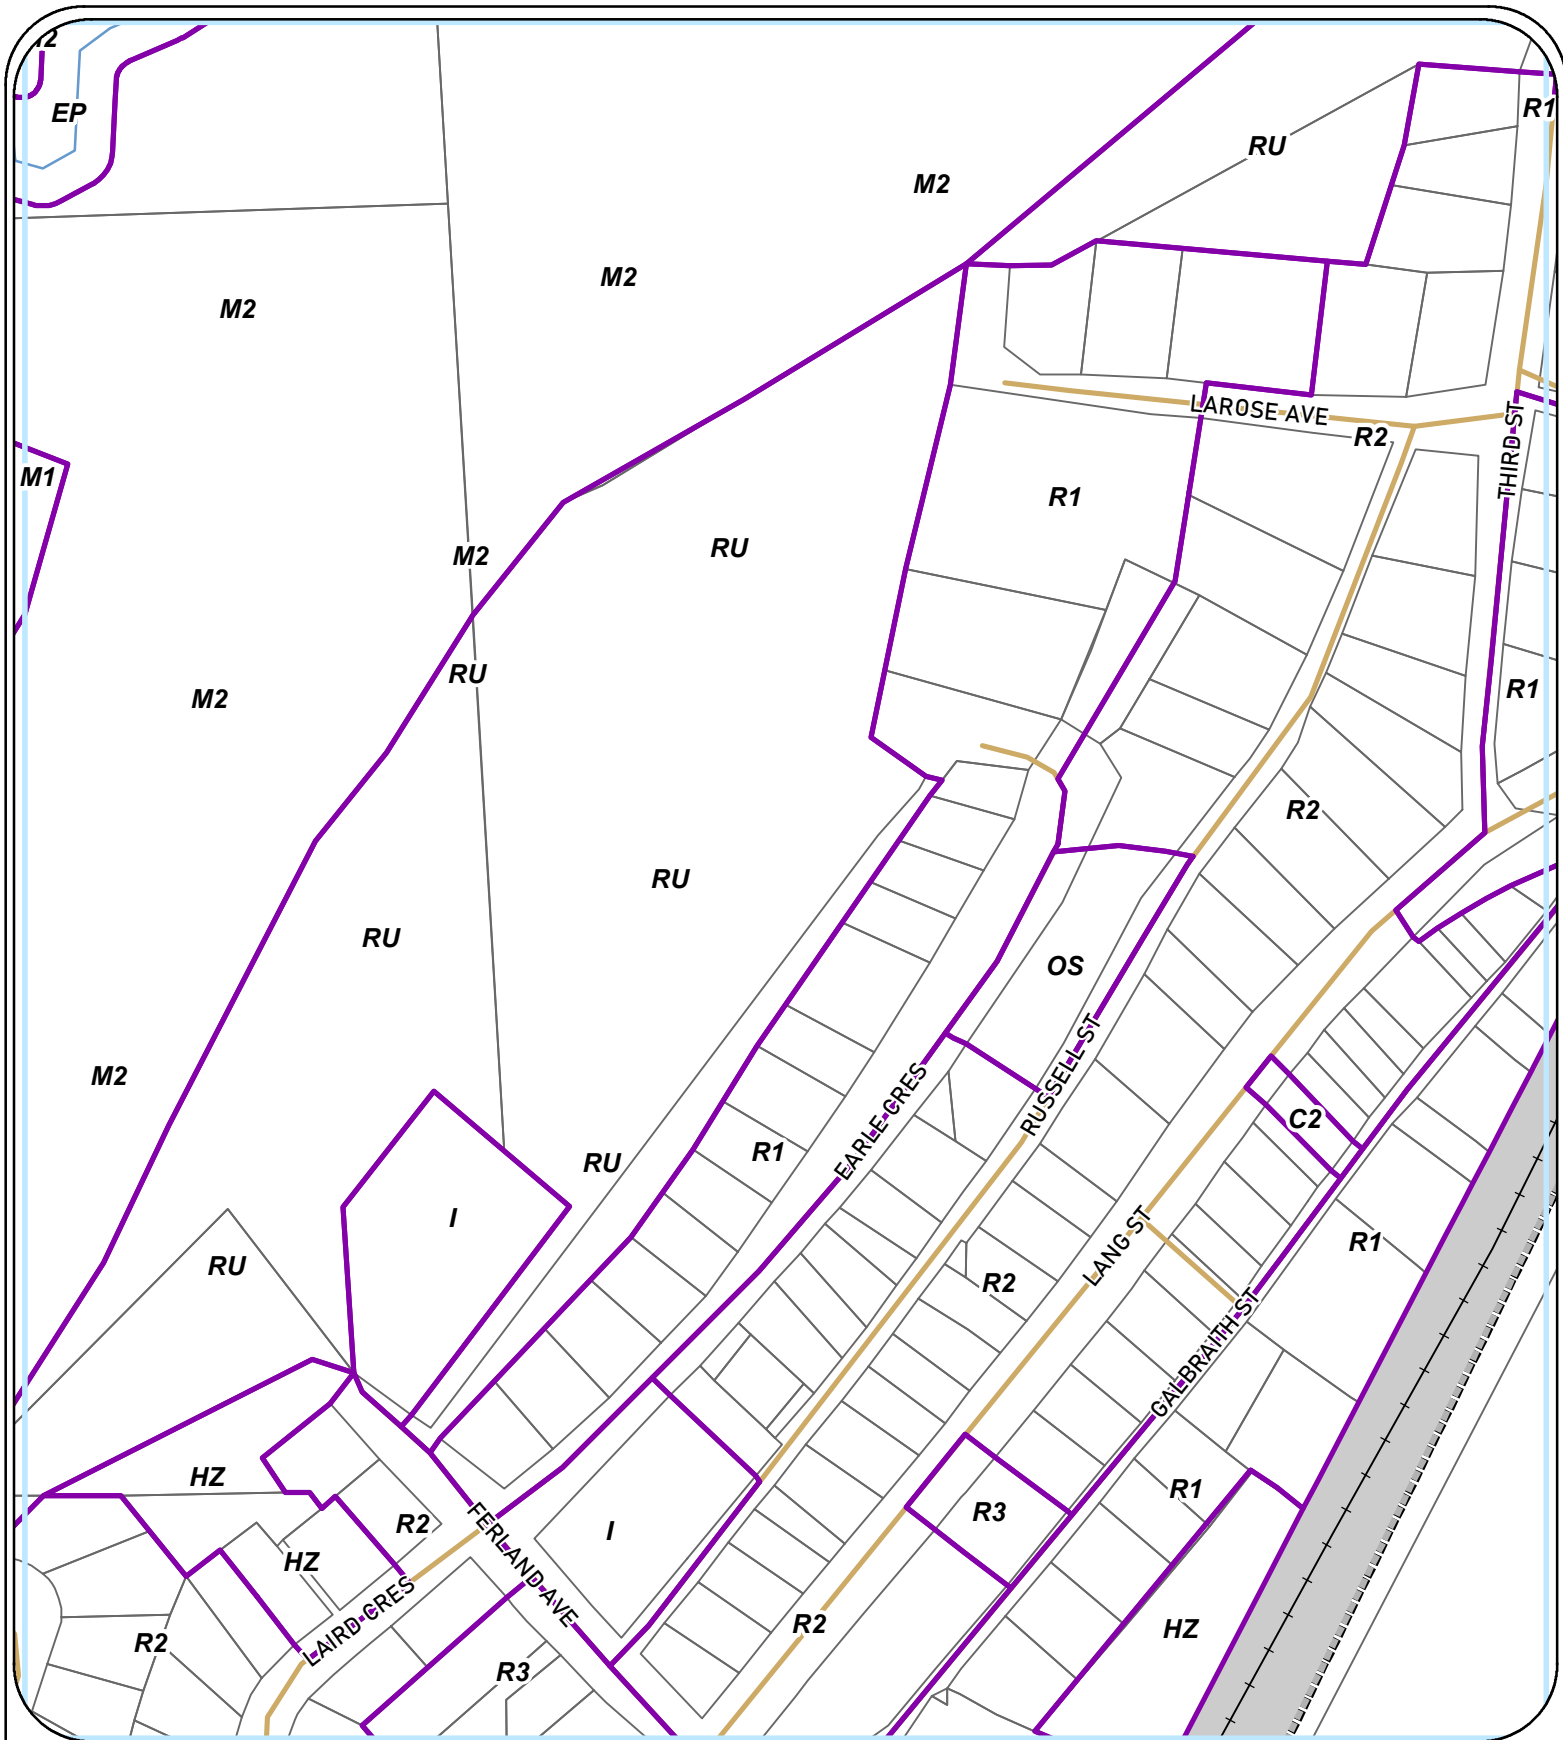 EP
R1
RU
M2
M2
M2
LAROSE AVE
R2
THIRD ST
M1
R1
RU
M2
RU
R1
M2
R2
RU
RU
OS
M2
RUSSELL ST
EARLE CRES
C2
R1
RU
I
LANG ST
R1
RU
R2
GALBRAITH ST
HZ
R1
R3
R2
FERLAND AVE
I
HZ
LAIRD CRES
R2
R2
HZ
R3